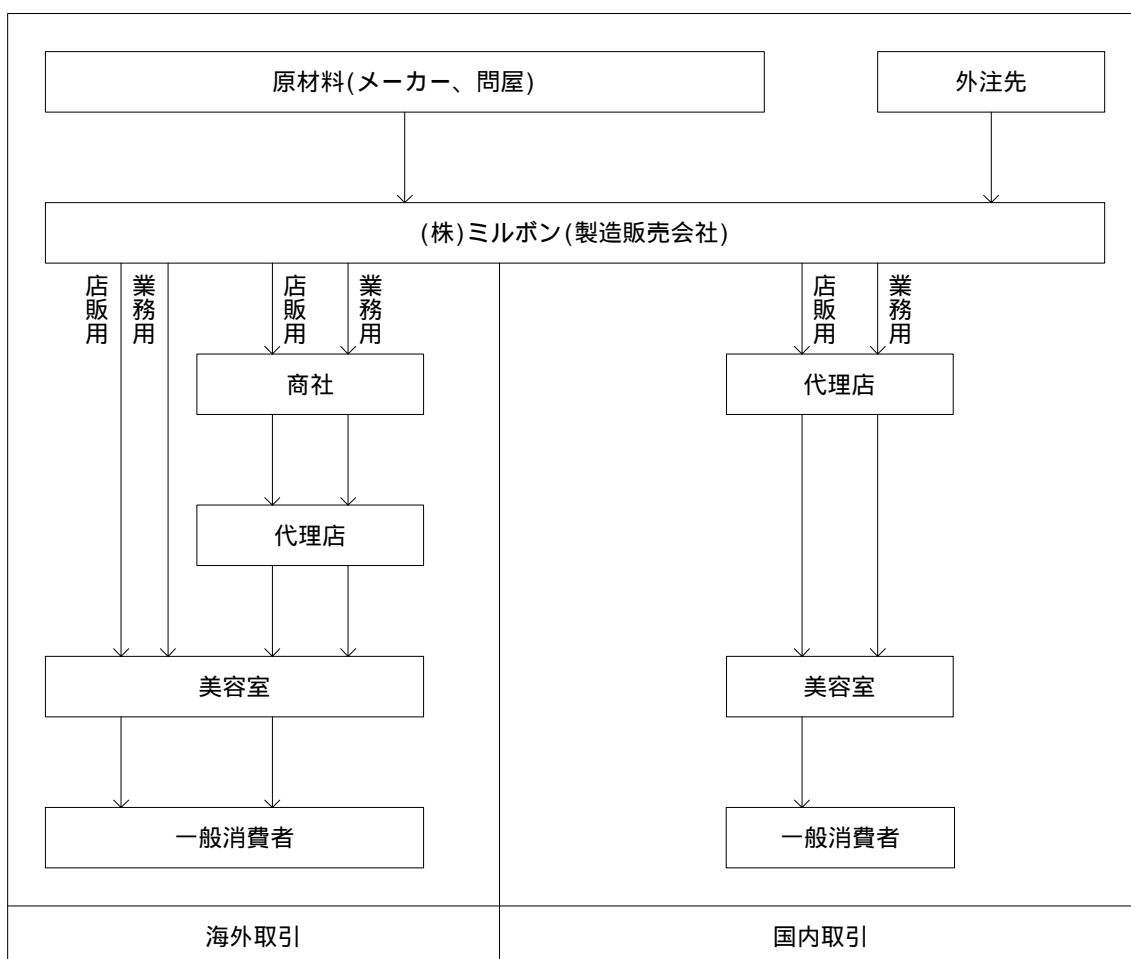 原材料(メーカー、問屋)
外注先
(株)ミルボン(製造販売会社)
店販用
業務用
店販用
業務用
店販用
業務用
商社
代理店
代理店
美容室
美容室
一般消費者
一般消費者
海外取引
国内取引